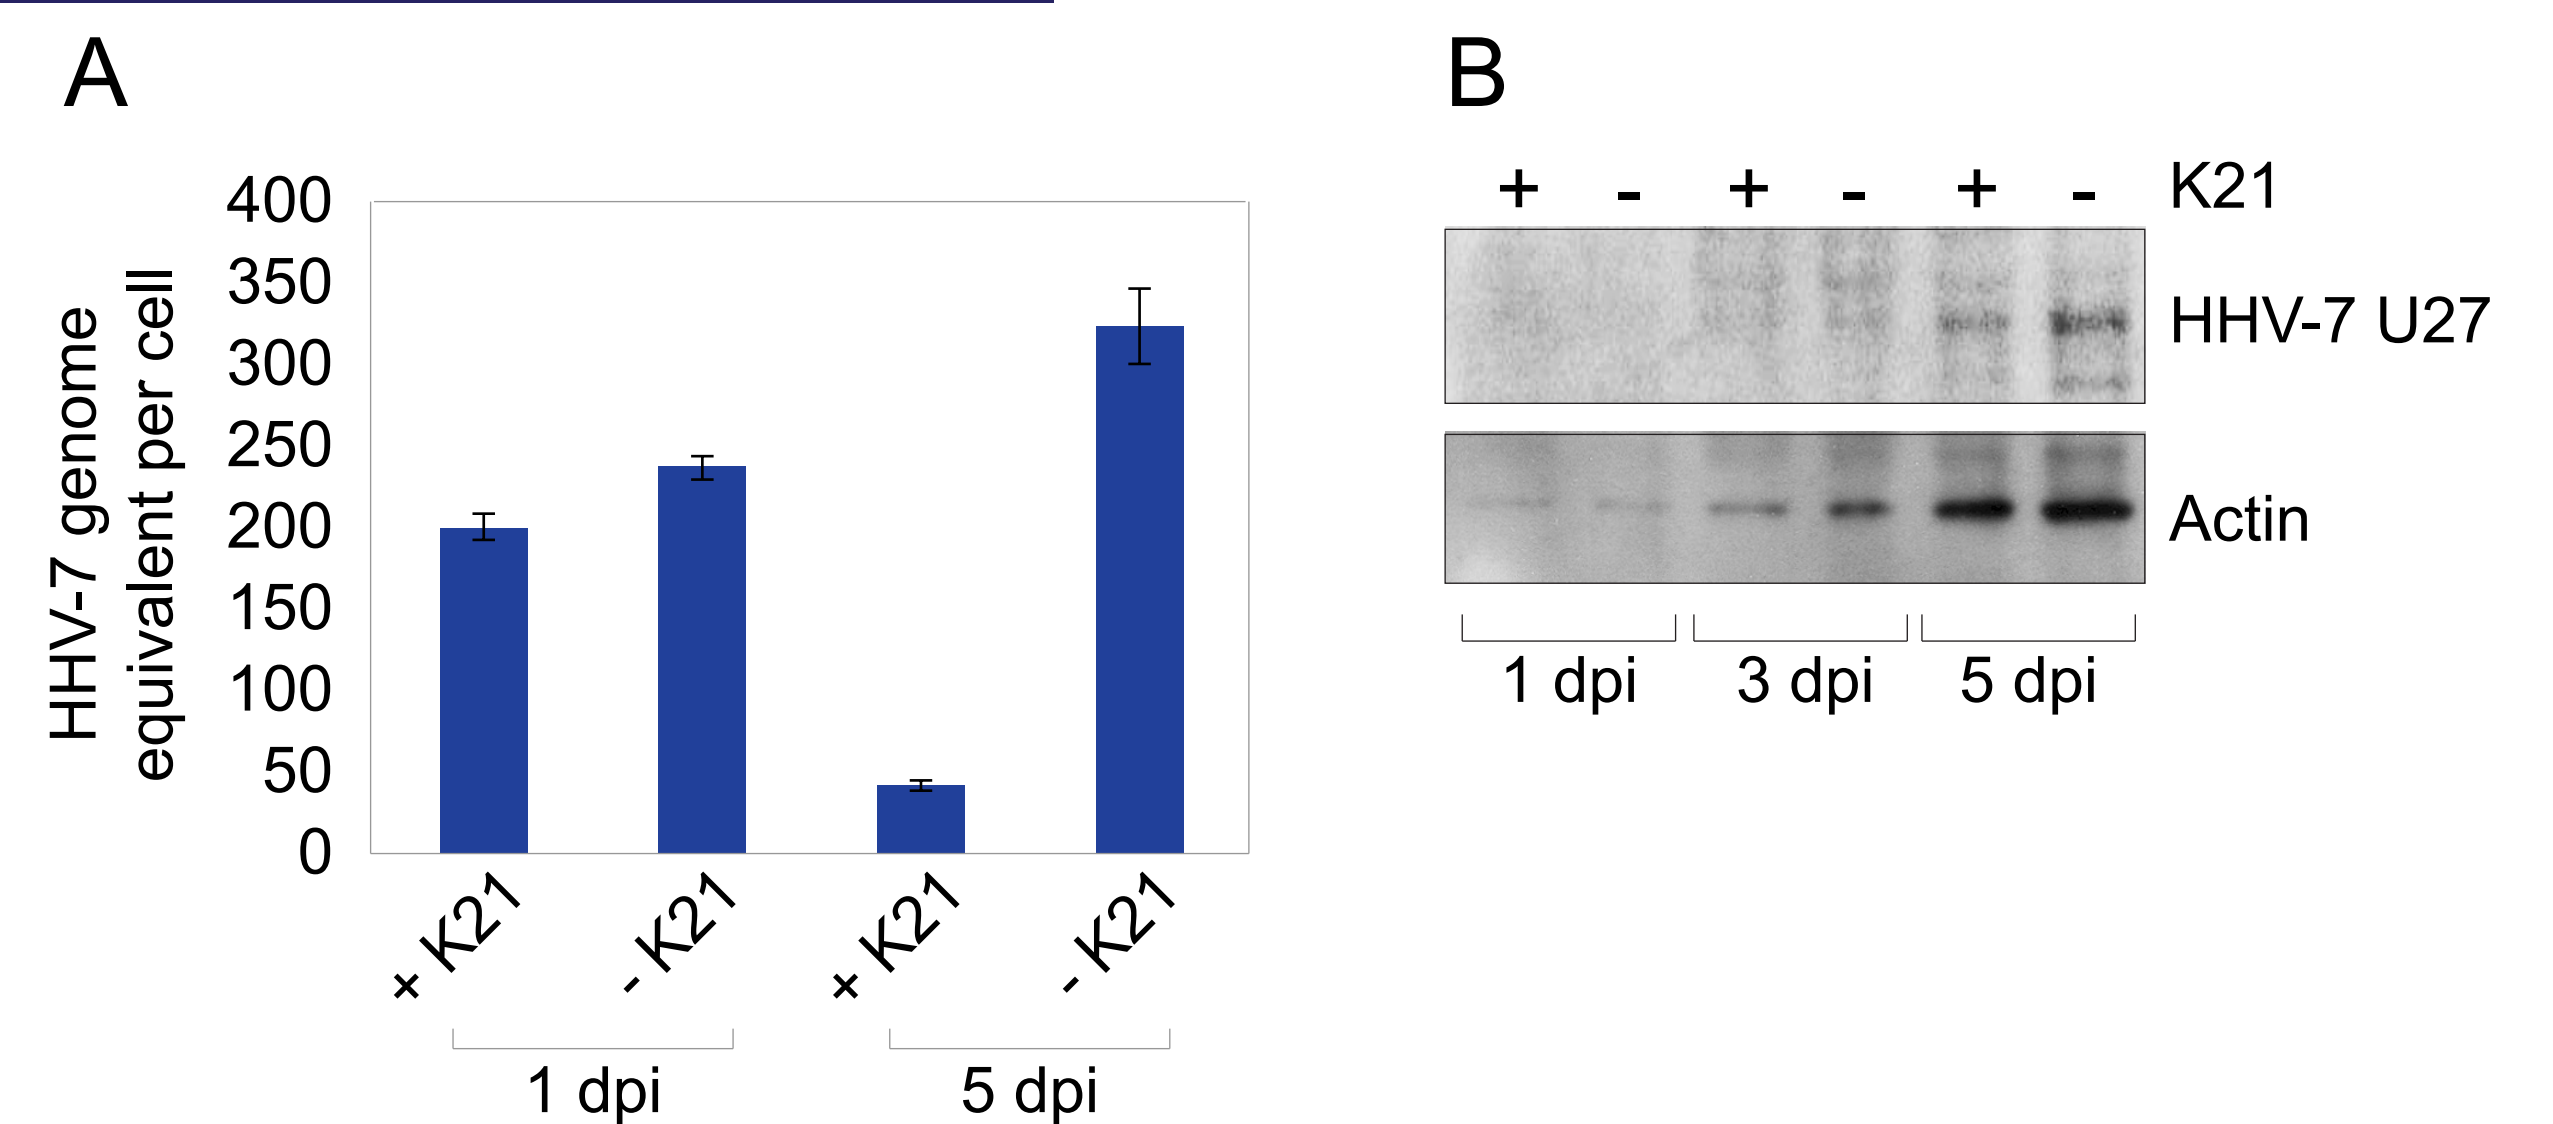 A
HHV-7 genome
equivalent per cell
400
350
300
250
200
150
100
50
0
+ K21
- K21
+ K21
- K21
1 dpi
5 dpi
B
+ - + - + - K21
HHV-7 U27
Actin
1 dpi 3 dpi 5 dpi